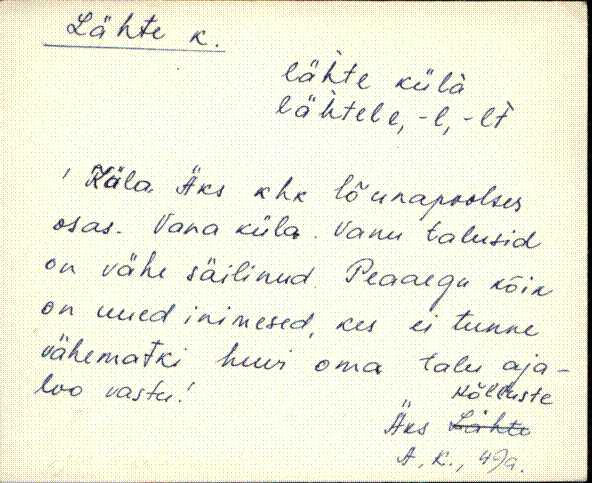 Lähte k.
lähte külà
lähtele, -l, -lt
! Küla Äks khk lõunapoolses
osas. Vana küla. Vanu talusid
on vähe säilinud. Peaaegu kõik
on uued inimesed, kes ei tunne
vähematki huvi oma talu aja-
loo vastu!
Kõlluste
Äks Lähte
A. K., 49a.